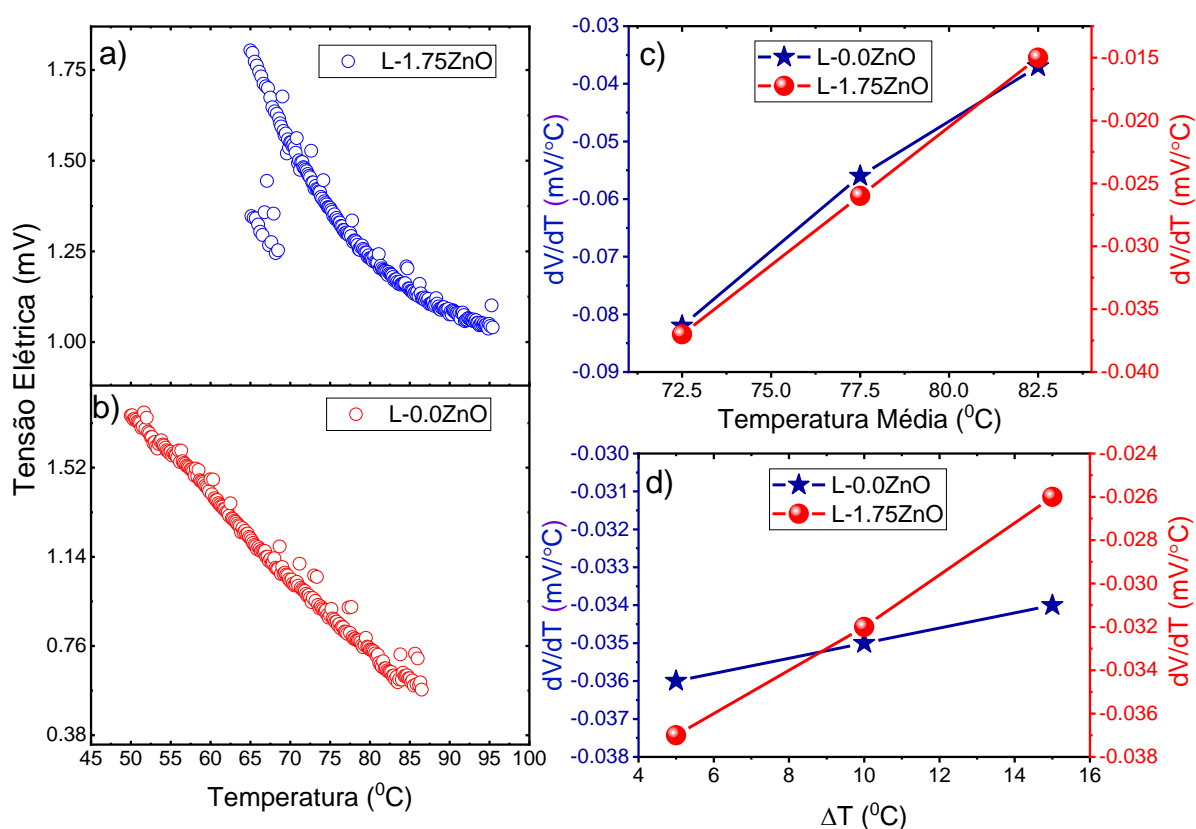 a)
L-1.75ZnO
1.75
1.50
1.25
1.00
Tensão Elétrica (mV)
b)
L-0.0ZnO
1.52
1.14
0.76
0.38
45 50 55 60 65 70 75 80 85 90 95 100
Temperatura (⁰C)
c)
L-0.0ZnO
L-1.75ZnO
-0.03
-0.04
-0.05
-0.06
-0.07
-0.08
-0.09
dV/dT (mV/°C)
-0.015
-0.020
-0.025
-0.030
-0.035
-0.040
dV/dT (mV/°C)
72.5 75.0 77.5 80.0 82.5
Temperatura Média (⁰C)
d)
L-0.0ZnO
L-1.75ZnO
-0.030
-0.031
-0.032
-0.033
-0.034
-0.035
-0.036
-0.037
-0.038
dV/dT (mV/°C)
-0.024
-0.026
-0.028
-0.030
-0.032
-0.034
-0.036
-0.038
dV/dT (mV/°C)
4 6 8 10 12 14 16
ΔT (⁰C)